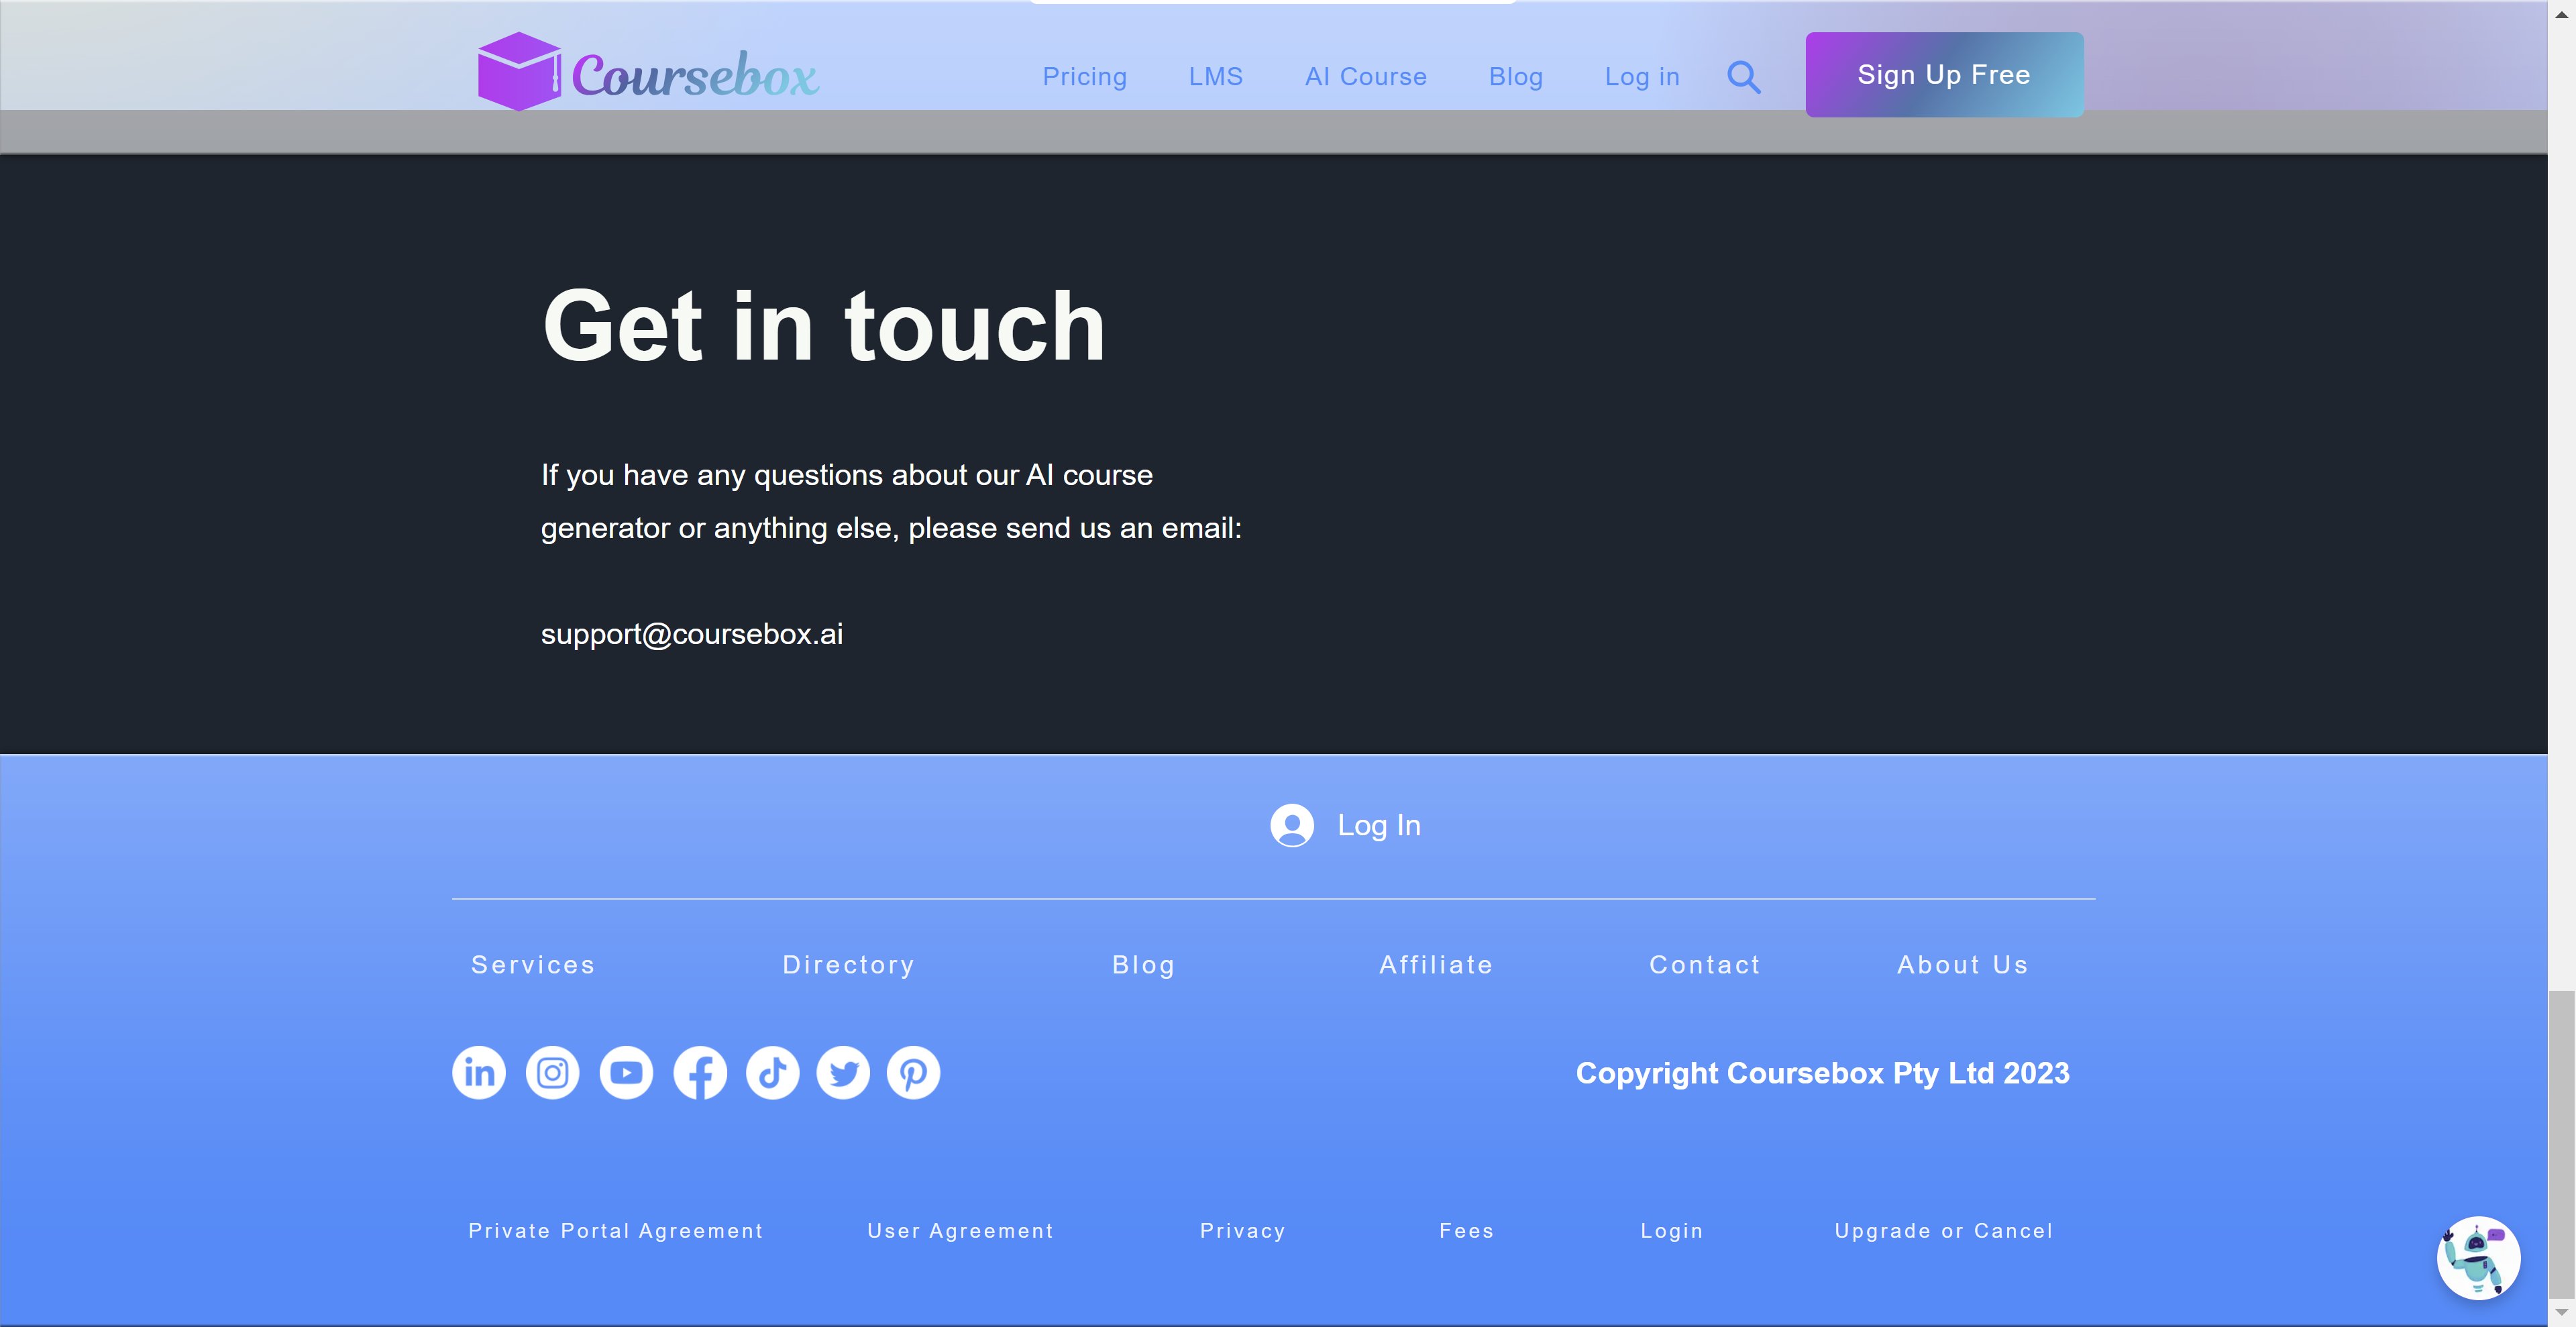 Coursebox
Pricing
LMS
AI Course
Blog
Log in
Sign Up Free
Get in touch
If you have any questions about our AI course
generator or anything else, please send us an email:
support@coursebox.ai
Log In
Services
Directory
Blog
Affiliate
Contact
About Us
in
Copyright Coursebox Pty Ltd 2023
Private Portal Agreement
User Agreement
Privacy
Fees
Login
Upgrade or Cancel